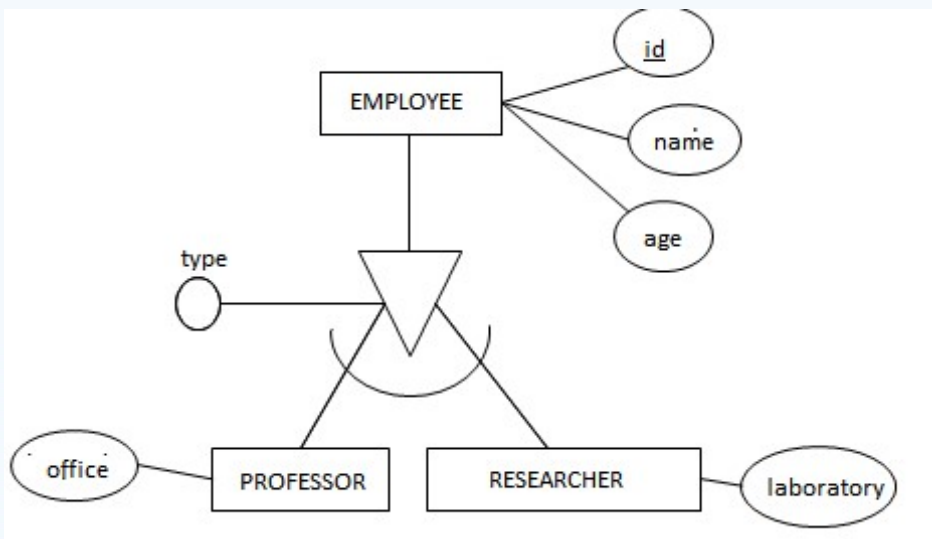 id
EMPLOYEE
name
age
type
office
PROFESSOR
RESEARCHER
laboratory